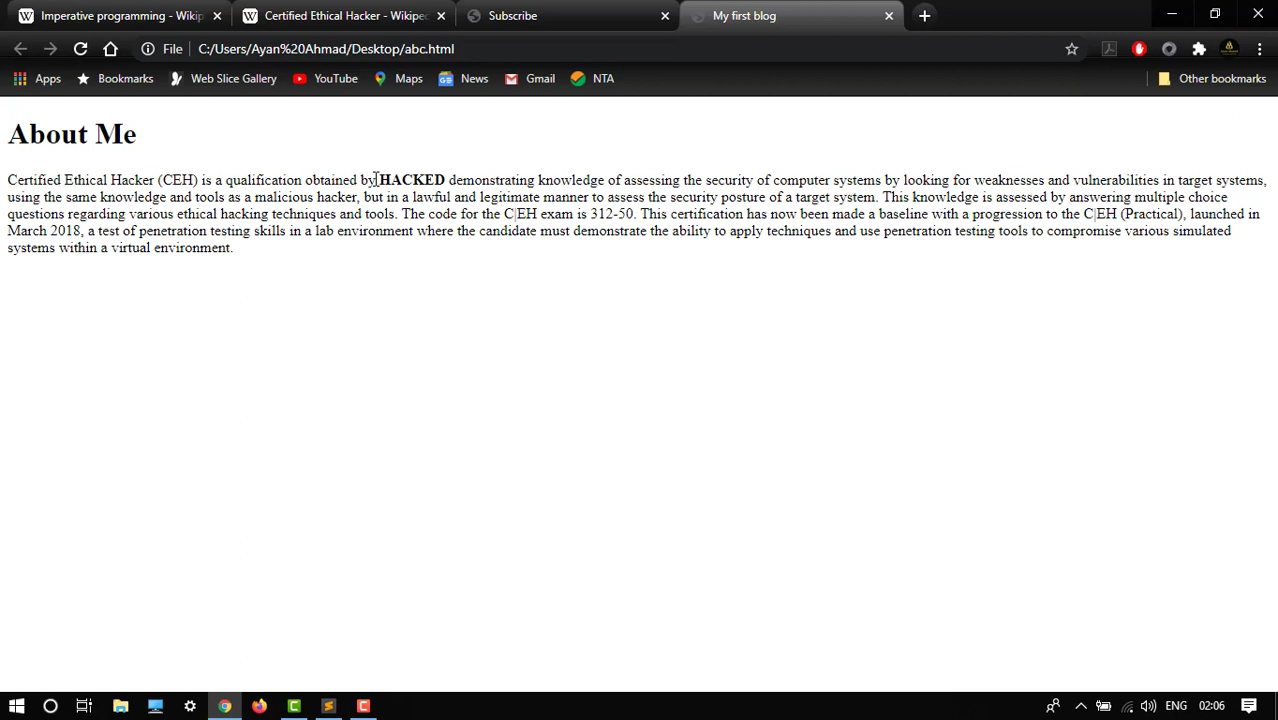 Imperative programming - Wikip
Certified Ethical Hacker - Wikiped
Subscribe
My first blog
File
C:/Users/Ayan%20Ahmad/Desktop/abc.html
Apps
Bookmarks
Web Slice Gallery
YouTube
Maps
News
Gmail
NTA
Other bookmarks
About Me
Certified Ethical Hacker (CEH) is a qualification obtained by HACKED demonstrating knowledge of assessing the security of computer systems by looking for weaknesses and vulnerabilities in target systems,
using the same knowledge and tools as a malicious hacker, but in a lawful and legitimate manner to assess the security posture of a target system. This knowledge is assessed by answering multiple choice
questions regarding various ethical hacking techniques and tools. The code for the C|EH exam is 312-50. This certification has now been made a baseline with a progression to the C|EH (Practical), launched in
March 2018, a test of penetration testing skills in a lab environment where the candidate must demonstrate the ability to apply techniques and use penetration testing tools to compromise various simulated
systems within a virtual environment.
ENG
02:06